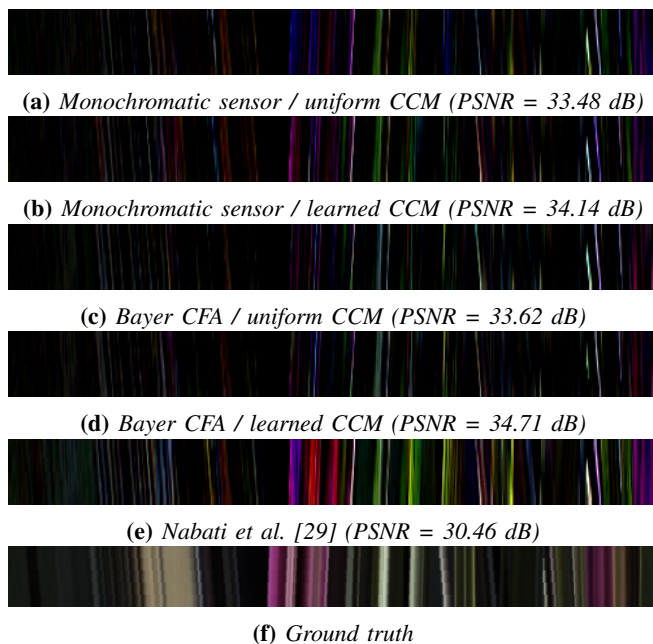 (a) Monochromatic sensor / uniform CCM (PSNR = 33.48 dB)
(b) Monochromatic sensor / learned CCM (PSNR = 34.14 dB)
(c) Bayer CFA / uniform CCM (PSNR = 33.62 dB)
(d) Bayer CFA / learned CCM (PSNR = 34.71 dB)
(e) Nabati et al. [29] (PSNR = 30.46 dB)
(f) Ground truth